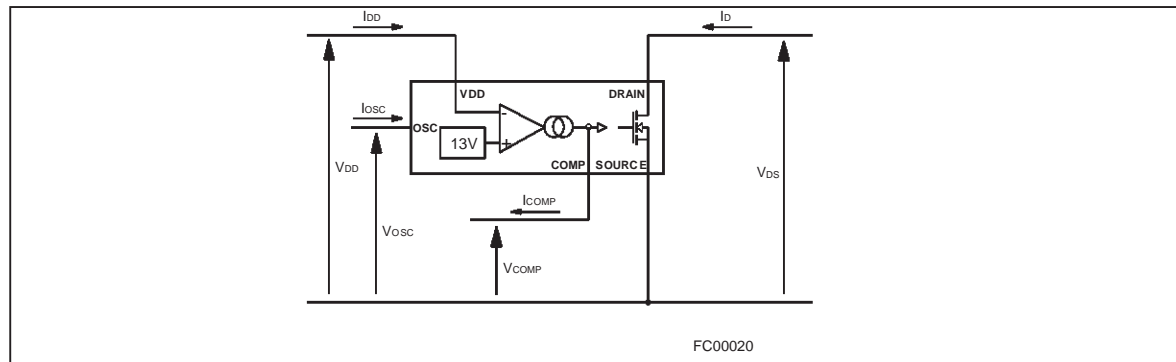 IDD
ID
VDD
DRAIN
IOSC
OSC
-
13V
+
COMP
SOURCE
VDD
VDS
ICOMP
VOSC
VCOMP
FC00020